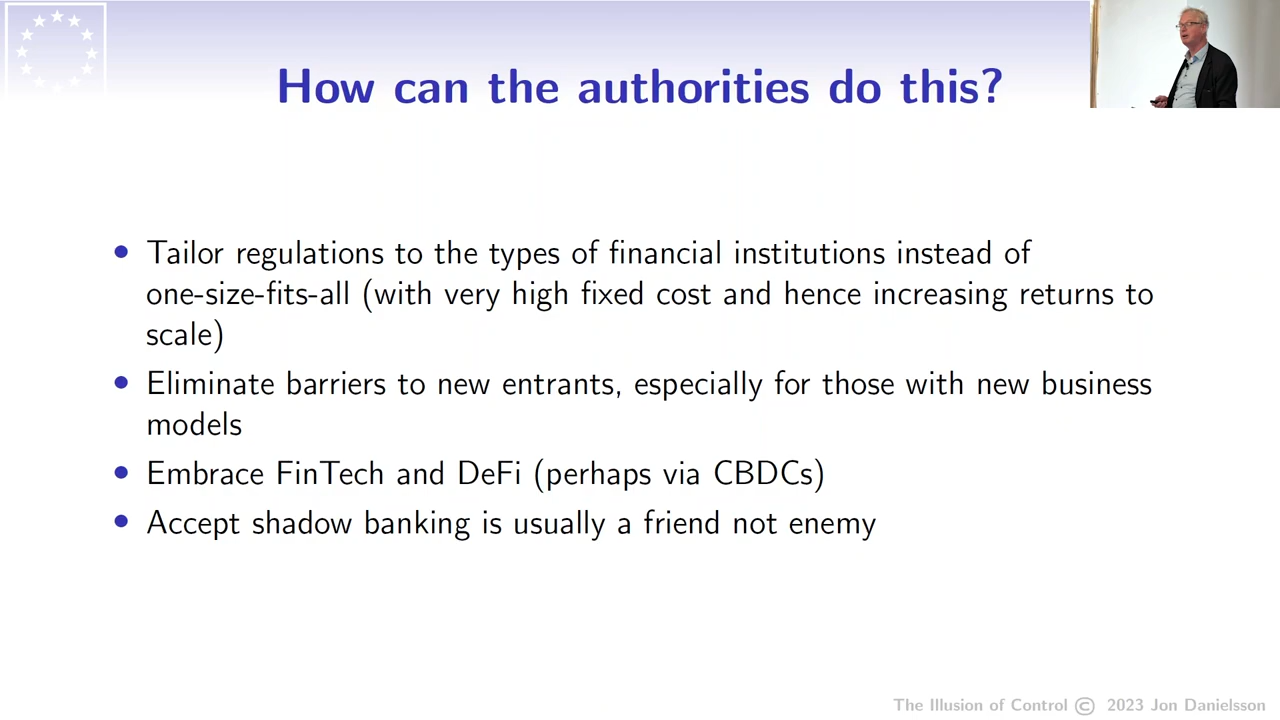 How can the authorities do this?
• Tailor regulations to the types of financial institutions instead of
one-size-fits-all (with very high fixed cost and hence increasing returns to
scale)
• Eliminate barriers to new entrants, especially for those with new business
models
• Embrace FinTech and DeFi (perhaps via CBDCs)
• Accept shadow banking is usually a friend not enemy
The Illusion of Control © 2023 Jon Danielsson